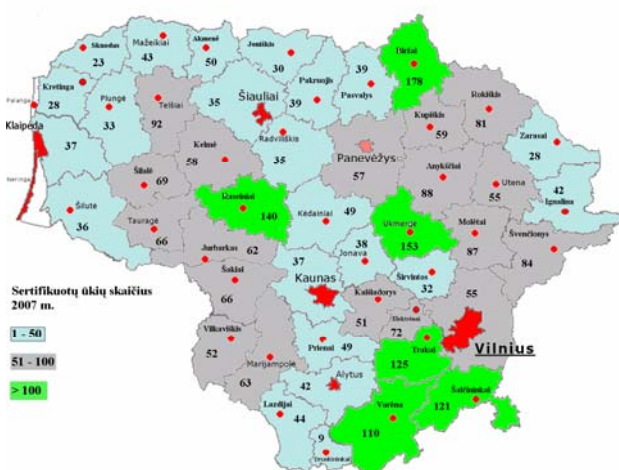 Skuodas
23
Mažeikiai
43
Akmenė
50
Joniškis
30
39
Biržai
178
Kretinga
28
Plungė
33
Telšiai
92
35
Šiauliai
Pakruojis
39
Pasvalys
Rokiškis
81
Kupiškis
59
Zarasai
28
Palanga
Klaipėda
37
Neringa
Kelmė
58
Radviliškis
35
Panevėžys
57
Anykščiai
88
Utena
55
42
Ignalina
Šilalė
69
Raseiniai
140
Kėdainiai
49
Ukmergė
153
Molėtai
87
Švenčionys
84
Šilutė
36
Tauragė
66
Jurbarkas
62
Jonava
38
Širvintos
32
Šakiai
66
37
Kaunas
Kaišiadorys
51
Elektrėnai
72
55
Vilnius
Vilkaviškis
52
Marijampolė
63
Prienai
49
Trakai
125
42
Alytus
Lazdijai
44
9
Druskininkai
Varėna
110
Šalčininkai
121
Sertifikuotų ūkių skaičius
2007 m.
1 - 50
51 - 100
> 100